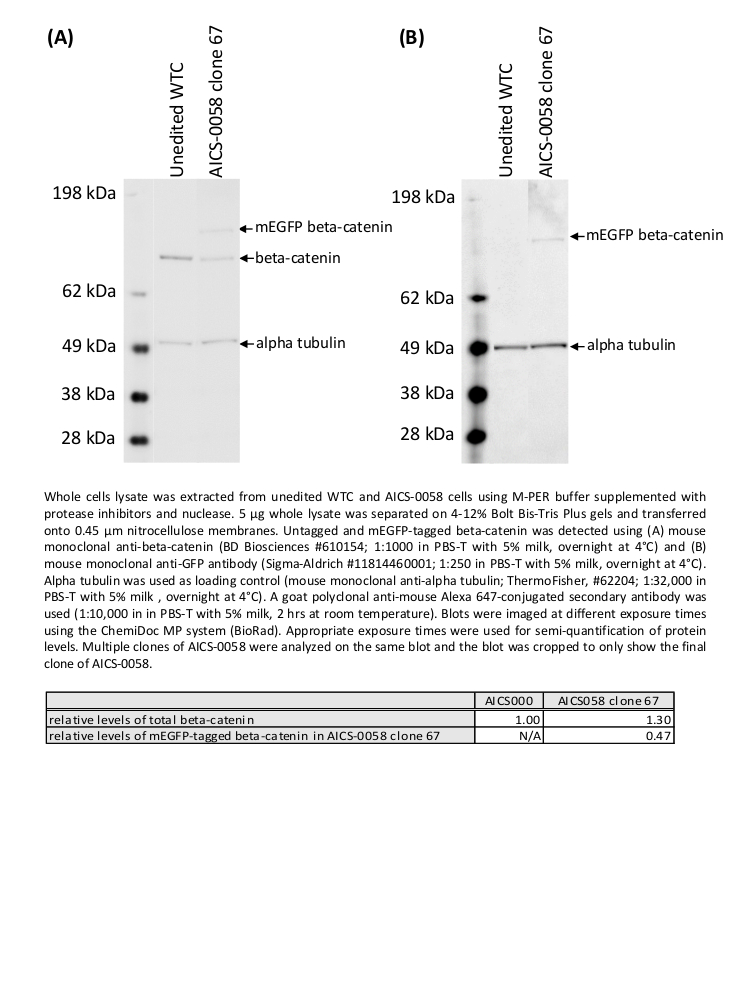 (A)
Unedited WTC
AICS-0058 clone 67
198 kDa
mEGFP beta-catenin
beta-catenin
62 kDa
49 kDa
alpha tubulin
38 kDa
28 kDa
(B)
Unedited WTC
AICS-0058 clone 67
198 kDa
mEGFP beta-catenin
62 kDa
49 kDa
alpha tubulin
38 kDa
28 kDa
Whole cells lysate was extracted from unedited WTC and AICS-0058 cells using M-PER buffer supplemented with
protease inhibitors and nuclease. 5 µg whole lysate was separated on 4-12% Bolt Bis-Tris Plus gels and transferred
onto 0.45 µm nitrocellulose membranes. Untagged and mEGFP-tagged beta-catenin was detected using (A) mouse
monoclonal anti-beta-catenin (BD Biosciences #610154; 1:1000 in PBS-T with 5% milk, overnight at 4°C) and (B)
mouse monoclonal anti-GFP antibody (Sigma-Aldrich #11814460001; 1:250 in PBS-T with 5% milk, overnight at 4°C).
Alpha tubulin was used as loading control (mouse monoclonal anti-alpha tubulin; ThermoFisher, #62204; 1:32,000 in
PBS-T with 5% milk , overnight at 4°C). A goat polyclonal anti-mouse Alexa 647-conjugated secondary antibody was
used (1:10,000 in in PBS-T with 5% milk, 2 hrs at room temperature). Blots were imaged at different exposure times
using the ChemiDoc MP system (BioRad). Appropriate exposure times were used for semi-quantification of protein
levels. Multiple clones of AICS-0058 were analyzed on the same blot and the blot was cropped to only show the final
clone of AICS-0058.
AICS000 AICS058 clone 67
relative levels of total beta-catenin 1.00 1.30
relative levels of mEGFP-tagged beta-catenin in AICS-0058 clone 67 N/A 0.47